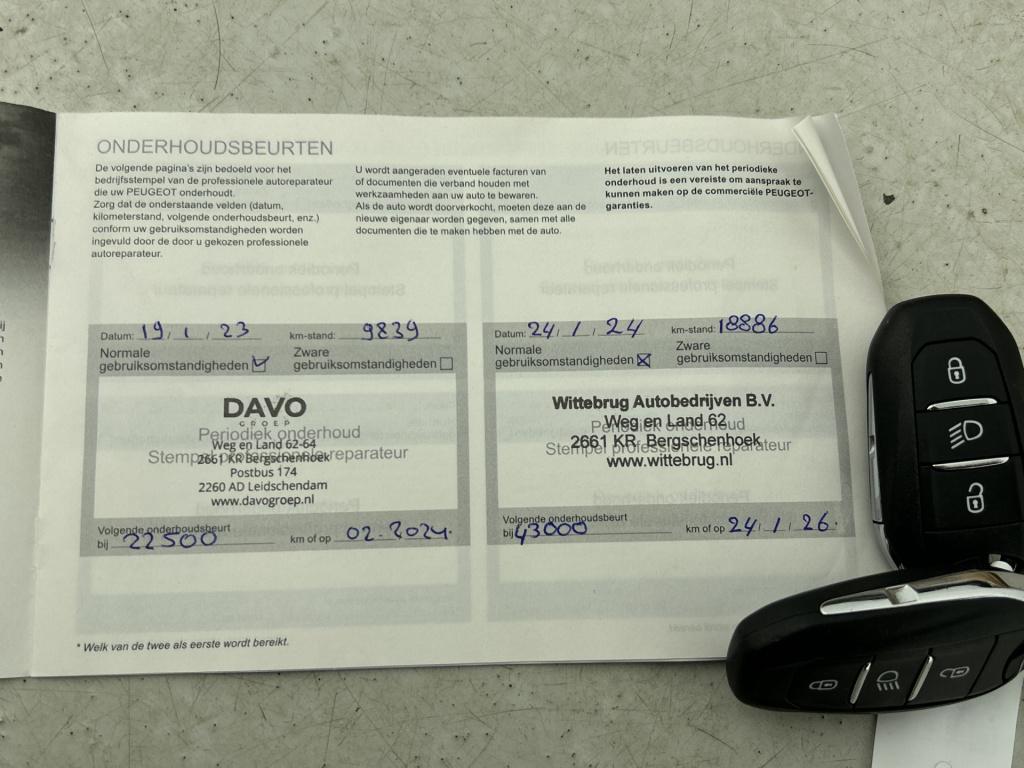 ONDERHOUDSBEURTEN
De volgende pagina's zijn bedoeld voor het
bedrijfsstempel van de professionele autoreparateur
die uw PEUGEOT onderhoudt.
Zorg dat de onderstaande velden (datum,
kilometerstand, volgende onderhoudsbeurt, enz.)
conform uw gebruiksomstandigheden worden
ingevuld door de door u gekozen professionele
autoreparateur.
U wordt aangeraden eventuele facturen van
of documenten die verband houden met
werkzaamheden aan uw auto te bewaren.
Als de auto wordt doorverkocht, moeten deze aan de
nieuwe eigenaar worden gegeven, samen met alle
documenten die te maken hebben met de auto.
Het laten uitvoeren van het periodieke
onderhoud is een vereiste om aanspraak te
kunnen maken op de commerciële PEUGEOT-
garanties.
Datum: 19 / 1 / 23 km-stand: 9839
Normale
gebruiksomstandigheden
Zware
gebruiksomstandigheden
DAVO
GROEP
Periodiek onderhoud
Weg en Land 62-64
Stempel professionele reparateur
2661 KR Bergschenhoek
Postbus 174
2260 AD Leidschendam
www.davogroep.nl
Volgende onderhoudsbeurt
bij 22500 km of op 02.2024.
Datum: 24 / 1 / 24 km-stand: 18886
Normale
gebruiksomstandigheden
Zware
gebruiksomstandigheden
Wittebrug Autobedrijven B.V.
Weg en Land 62
Periodiek onderhoud
2661 KR Bergschenhoek
Stempel professionele reparateur
www.wittebrug.nl
Volgende onderhoudsbeurt
bij 43000 km of op 24 / 1 / 26.
* Welk van de twee als eerste wordt bereikt.